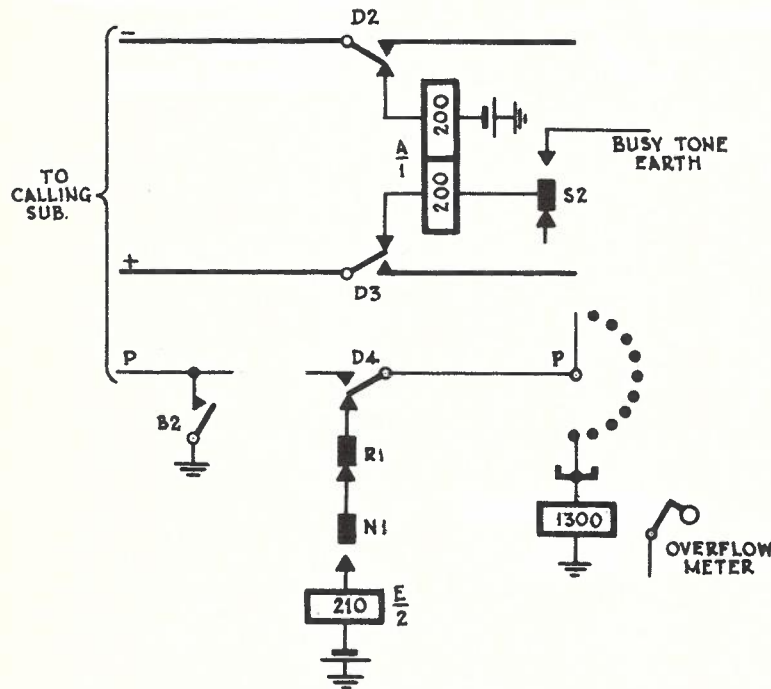 D2
−
200
A
1
200
BUSY TONE
EARTH
S2
TO
CALLING
SUB.
+
D3
P
D4
P
B2
R1
N1
1300
OVERFLOW
METER
210
E
2